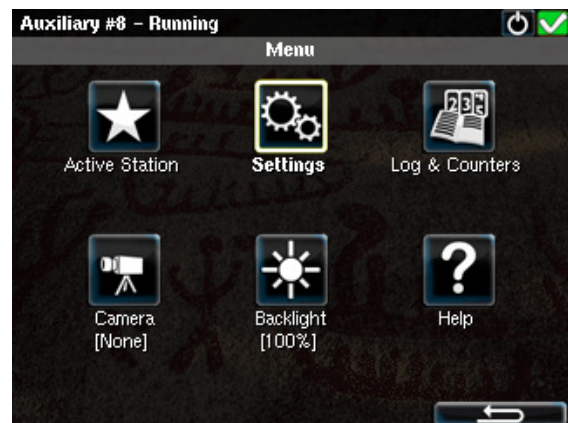 Auxiliary #8 – Running
Menu
Active Station
Settings
Log & Counters
Camera
[None]
Backlight
[100%]
Help